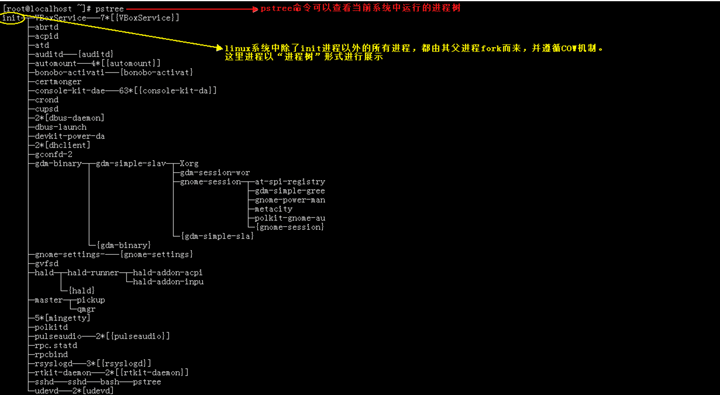 [root@localhost ~]# pstree
pstree命令可以查看当前系统中运行的进程树
init─┬─VBoxService───7*[{VBoxService}]
linux系统中除了init进程以外的所有进程，都由其父进程fork而来，并遵循COW机制。
这里进程以“进程树”形式进行展示
├─abrtd
├─acpid
├─atd
├─auditd───{auditd}
├─automount───4*[{automount}]
├─bonobo-activati───{bonobo-activat}
├─certmonger
├─console-kit-dae───63*[{console-kit-da}]
├─crond
├─cupsd
├─2*[dbus-daemon]
├─dbus-launch
├─devkit-power-da
├─2*[dhclient]
├─gconfd-2
├─gdm-binary─┬─gdm-simple-slav─┬─Xorg
├─gdm-session-wor
├─gnome-session─┬─at-spi-registry
├─gdm-simple-gree
├─gnome-power-man
├─metacity
├─polkit-gnome-au
└─{gnome-session}
└─{gdm-simple-sla}
└─{gdm-binary}
├─gnome-settings-───{gnome-settings}
├─gvfsd
├─hald─┬─hald-runner─┬─hald-addon-acpi
└─hald-addon-inpu
└─{hald}
├─master─┬─pickup
└─qmgr
├─5*[mingetty]
├─polkitd
├─pulseaudio───2*[{pulseaudio}]
├─rpc.statd
├─rpcbind
├─rsyslogd───3*[{rsyslogd}]
├─rtkit-daemon───2*[{rtkit-daemon}]
├─sshd───sshd───bash───pstree
└─udevd───2*[udevd]